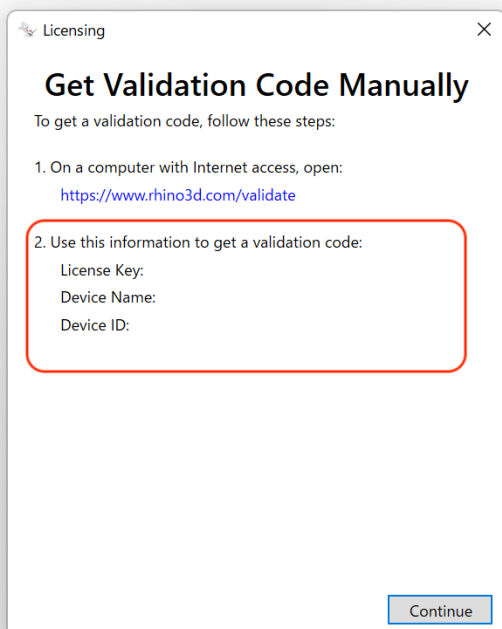 Licensing
Get Validation Code Manually
To get a validation code, follow these steps:
1. On a computer with Internet access, open:
https://www.rhino3d.com/validate
2. Use this information to get a validation code:
License Key:
Device Name:
Device ID:
Continue